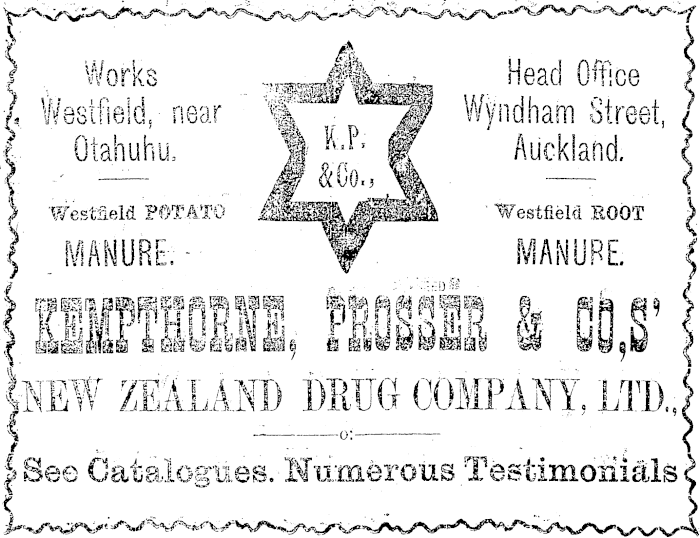 Works
Westfield, near
Otahuhu.
Westfield POTATO
MANURE.
K.P.
&Co.,
Head Office
Wyndham Street,
Auckland.
Westfield ROOT
MANURE.
KEMPTHORNE, PROSSER & CO,S'
NEW ZEALAND DRUG COMPANY, LTD.,
:o:
See Catalogues. Numerous Testimonials